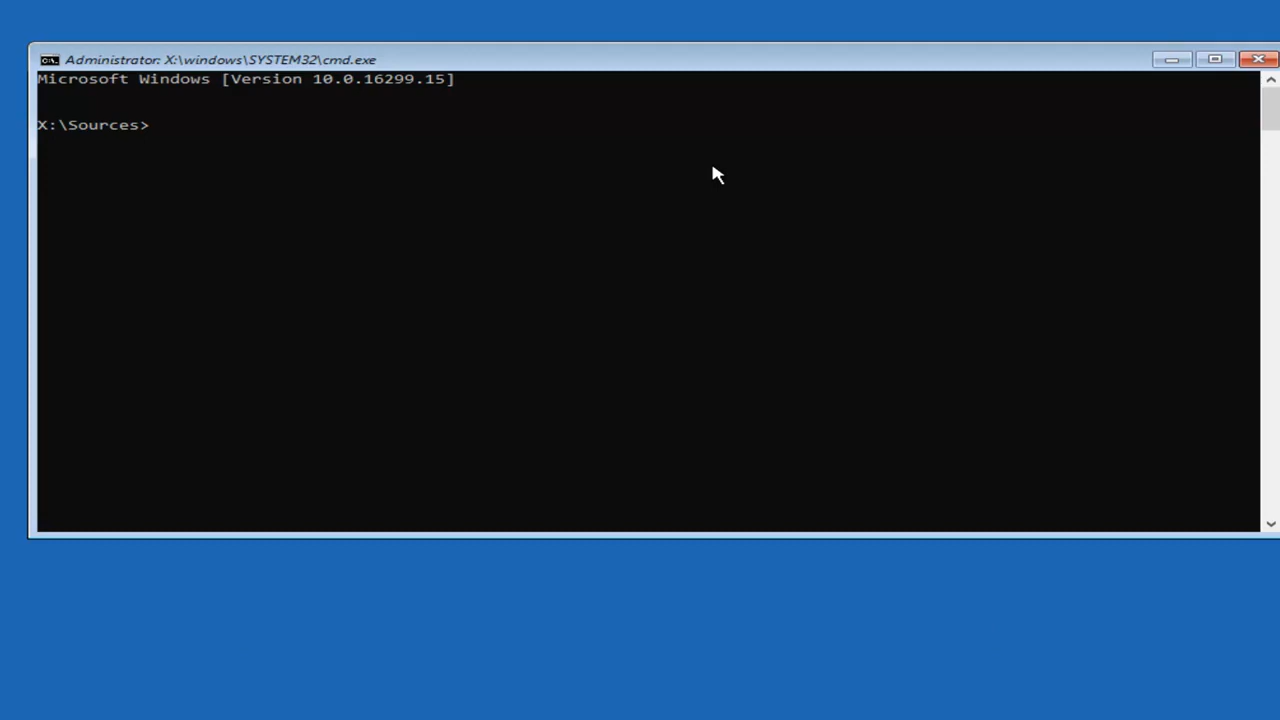 Administrator: X:\windows\SYSTEM32\cmd.exe
Microsoft Windows [Version 10.0.16299.15]
X:\Sources>